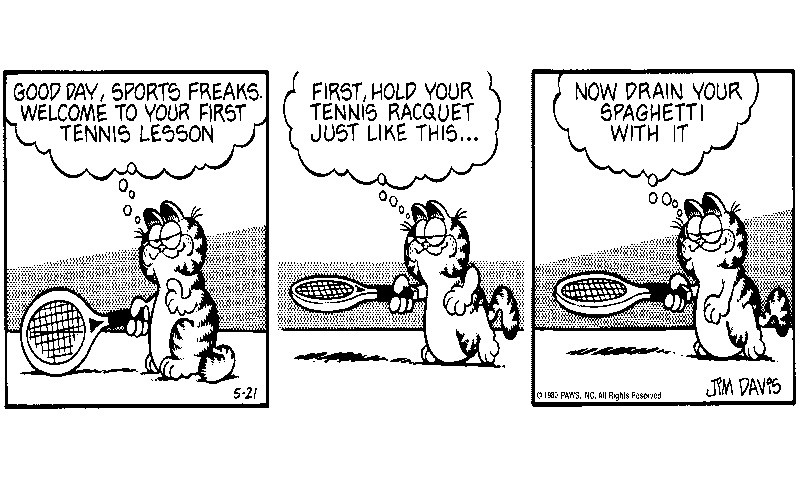 GOOD DAY, SPORTS FREAKS.
WELCOME TO YOUR FIRST
TENNIS LESSON
5-21
FIRST, HOLD YOUR
TENNIS RACQUET
JUST LIKE THIS...
NOW DRAIN YOUR
SPAGHETTI
WITH IT
PAWS, INC. All Rights Reserved
JIM DAVIS